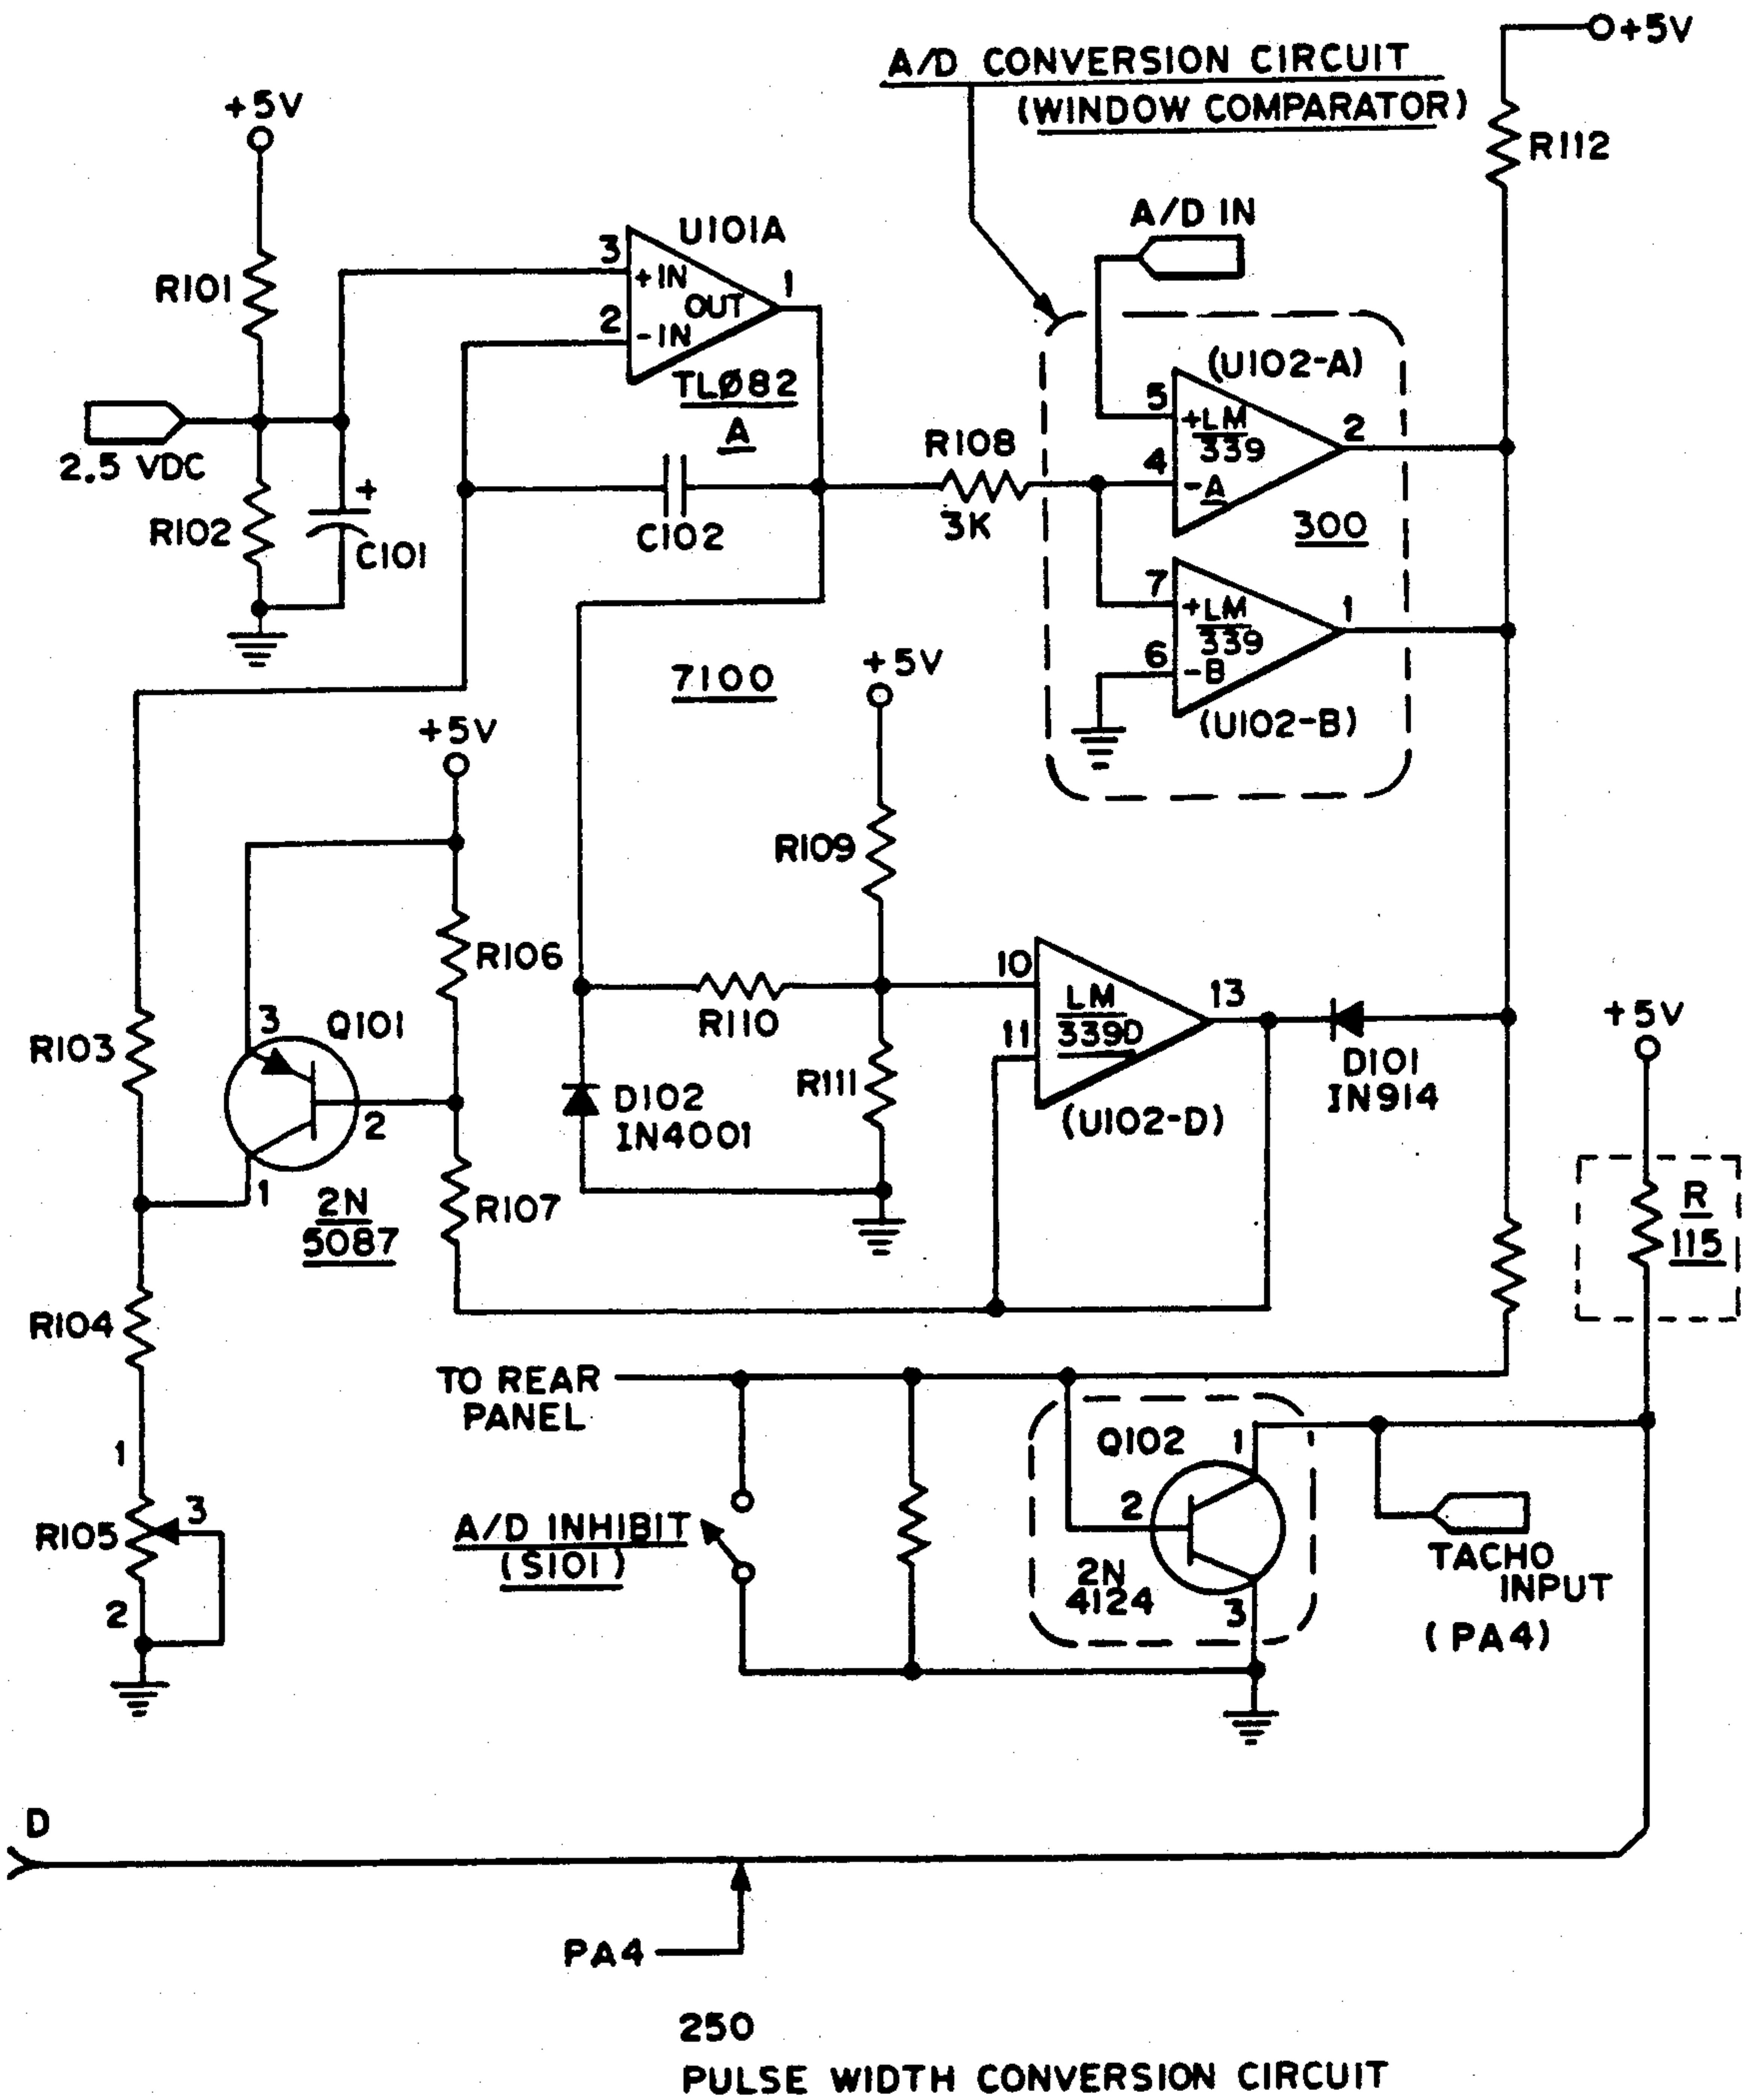 +5V
A/D CONVERSION CIRCUIT
(WINDOW COMPARATOR)
+5V
R112
A/D IN
U101A
3
+IN
OUT
1
2
-IN
TLØ82
A
R101
2.5 VDC
R102
+
C101
C102
R108
3K
(U102-A)
5
+LM
339
2
4
-A
300
7
+LM
339
1
6
-B
(U102-B)
7100
+5V
+5V
R109
R106
3
Q101
R103
2
1
2N
5087
R107
R110
D102
IN4001
R111
10
LM
339D
11
13
(U102-D)
D101
IN914
+5V
R
115
R104
1
R105
3
2
TO REAR
PANEL
A/D INHIBIT
(S101)
Q102
1
2
2N
4124
3
TACHO
INPUT
(PA4)
D
PA4
250
PULSE WIDTH CONVERSION CIRCUIT